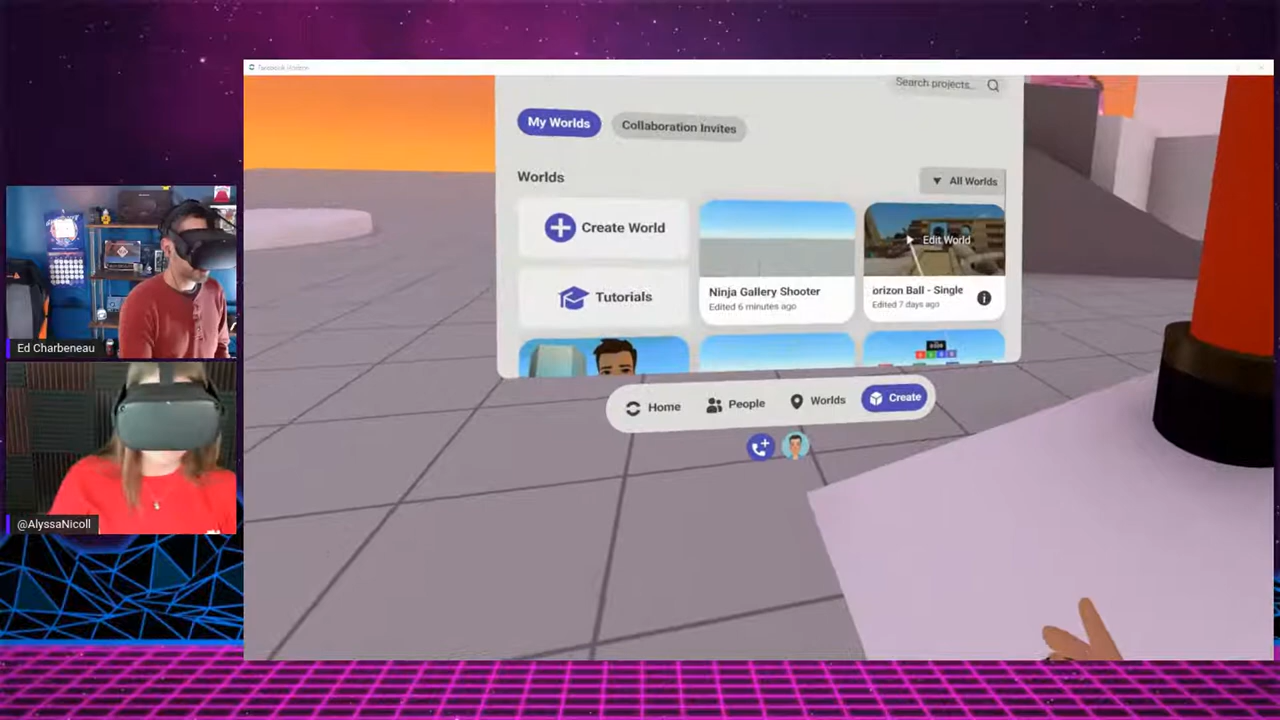 Search projects...
My Worlds
Collaboration Invites
Worlds
All Worlds
Create World
Edit World
Tutorials
Ninja Gallery Shooter
Edited 6 minutes ago
orizon Ball - Single
Edited 7 days ago
Home
People
Worlds
Create
Ed Charbeneau
@AlyssaNicoll